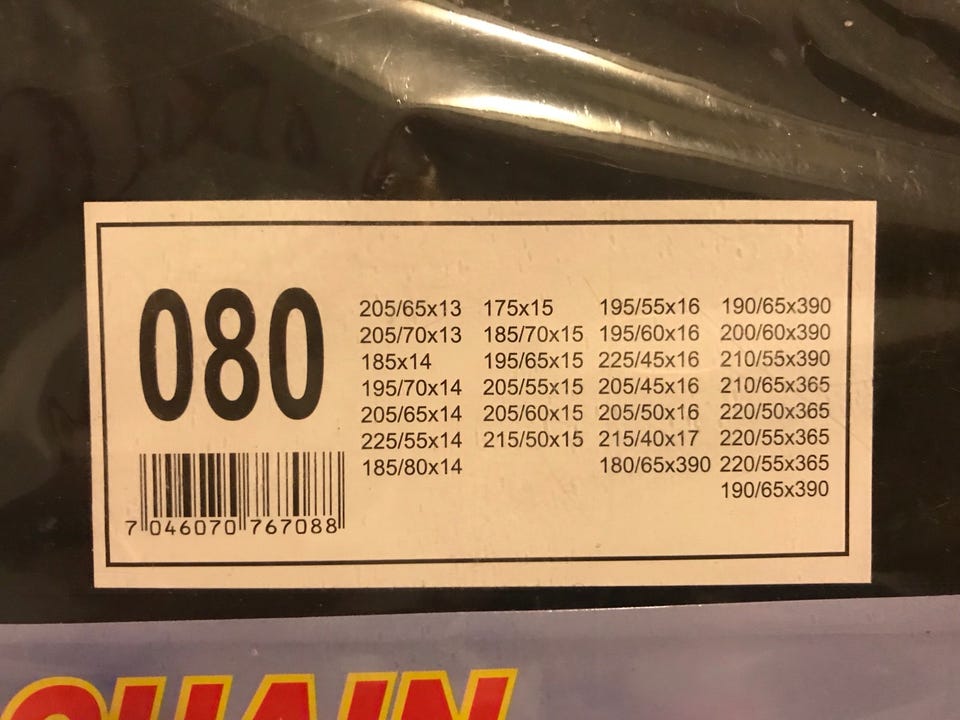 080
205/65x13
205/70x13
185x14
195/70x14
205/65x14
225/55x14
185/80x14
175x15
185/70x15
195/65x15
205/55x15
205/60x15
215/50x15
195/55x16
195/60x16
225/45x16
205/45x16
205/50x16
215/40x17
180/65x390
190/65x390
200/60x390
210/55x390
210/65x365
220/50x365
220/55x365
220/55x365
190/65x390
7 046070 767088
CHAIN